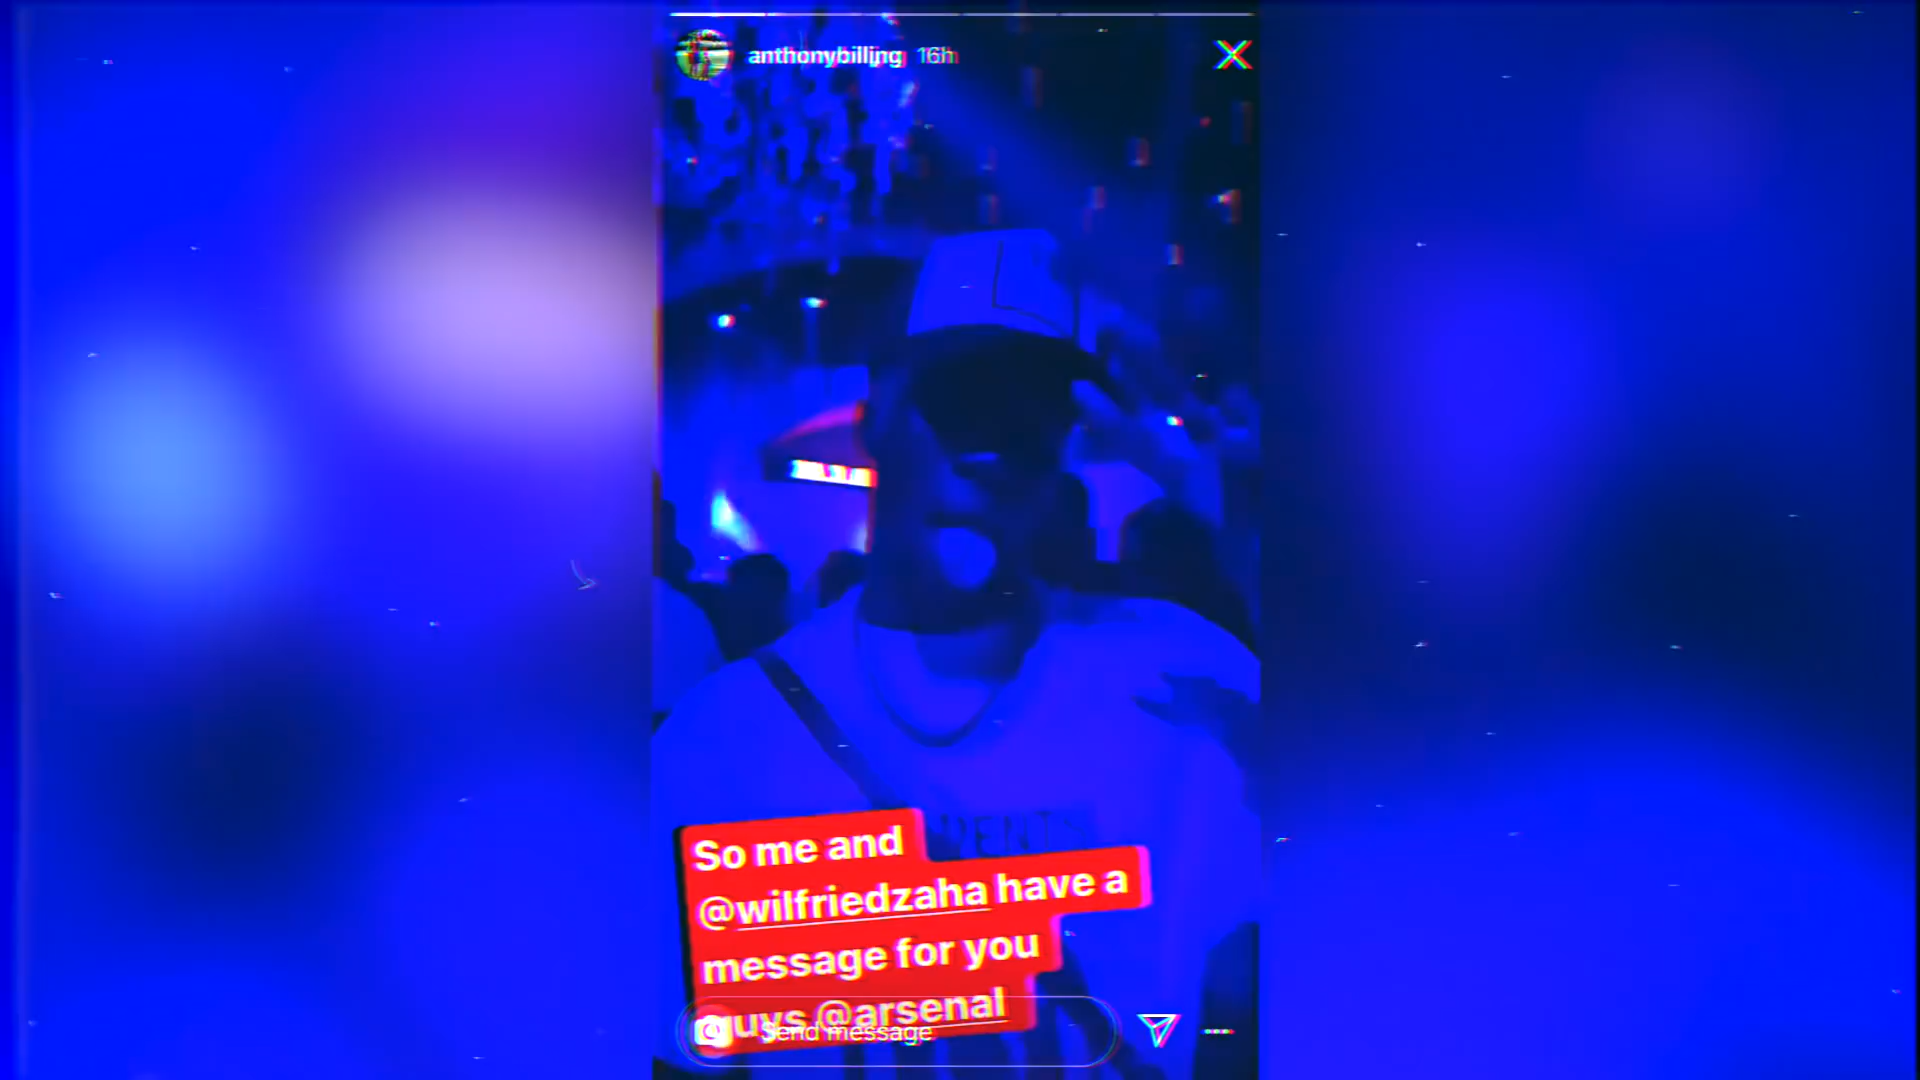 anthonybilling 16h
So me and
@wilfriedzaha have a
message for you
guys @arsenal
Send message